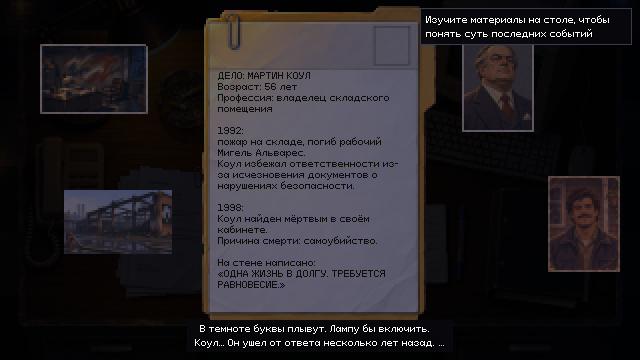 Изучите материалы на столе, чтобы
понять суть последних событий
ДЕЛО: МАРТИН КОУЛ
Возраст: 56 лет
Профессия: владелец складского
помещения
1992:
пожар на складе, погиб рабочий
Мигель Альварес.
Коул избежал ответственности из-
за исчезновения документов о
нарушениях безопасности.
1998:
Коул найден мёртвым в своём
кабинете.
Причина смерти: самоубийство.
На стене написано:
«ОДНА ЖИЗНЬ В ДОЛГУ. ТРЕБУЕТСЯ
РАВНОВЕСИЕ.»
В темноте буквы плывут. Лампу бы включить.
Коул... Он ушел от ответа несколько лет назад. ...